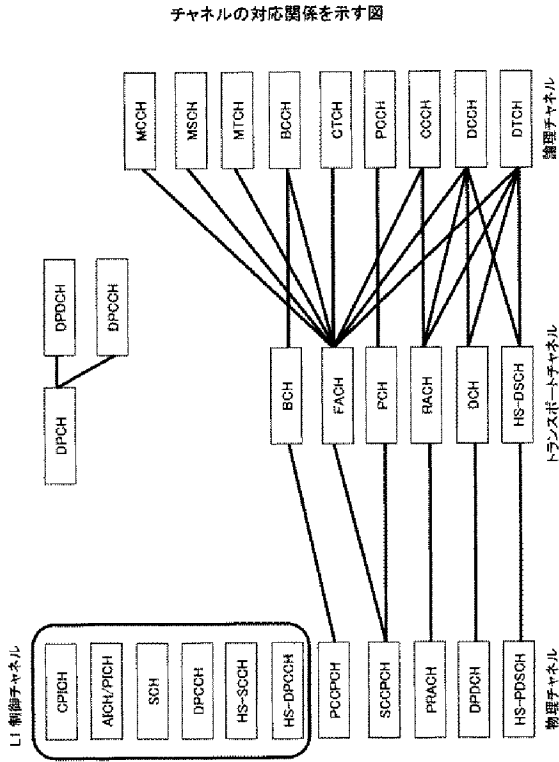 チャネルの対応関係を示す図
L1 制御チャネル
CPICH
AICH/PICH
SCH
DPCCH
HS-SCCH
HS-DPCCH
PCCPCH
SCCPCH
PRACH
DPDCH
HS-PDSCH
物理チャネル
DPCH
DPDCH
DPCCH
BCH
FACH
PCH
RACH
DCH
HS-DSCH
トランスポートチャネル
MCCH
MSCH
MTCH
BCCH
CTCH
PCCH
CCCH
DCCH
DTCH
論理チャネル